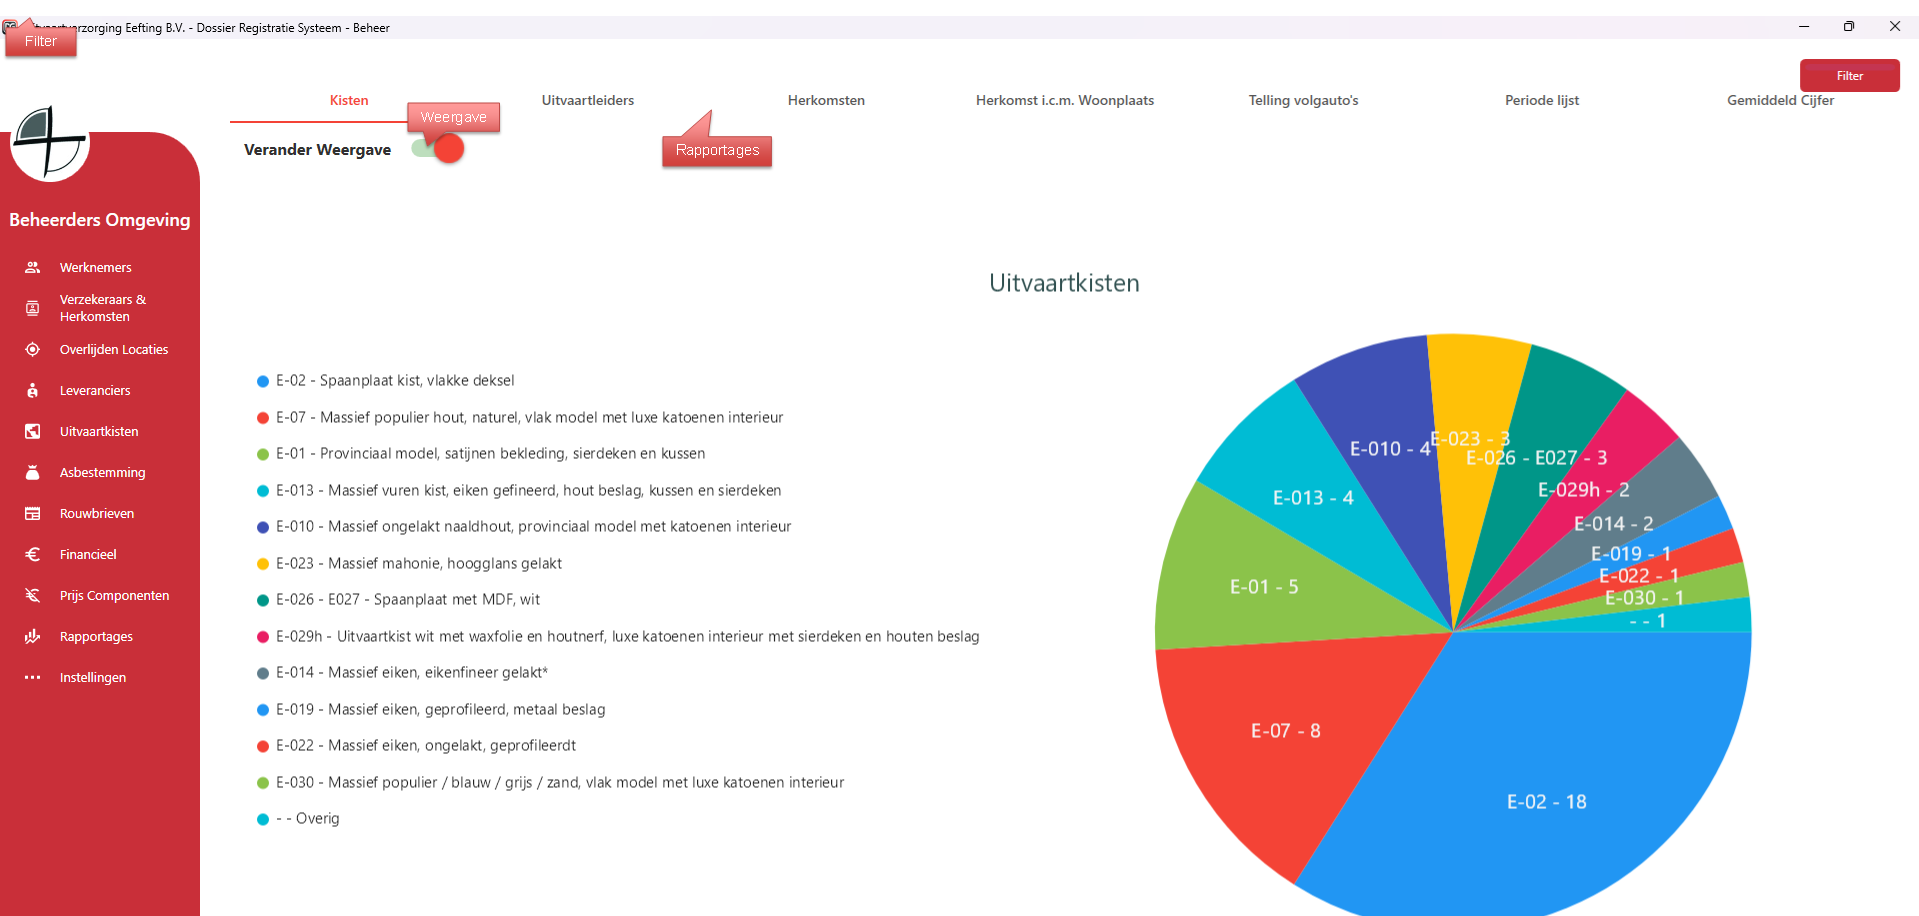 verzorging Eefting B.V. - Dossier Registratie Systeem - Beheer
Filter
Filter
Kisten
Uitvaartleiders
Herkomsten
Herkomst i.c.m. Woonplaats
Telling volgauto's
Periode lijst
Gemiddeld Cijfer
Weergave
Verander Weergave
Rapportages
Beheerders Omgeving
Werknemers
Verzekeraars &
Herkomsten
Overlijden Locaties
Leveranciers
Uitvaartkisten
Asbestemming
Rouwbrieven
Financieel
Prijs Componenten
Rapportages
Instellingen
Uitvaartkisten
E-02 - Spaanplaat kist, vlakke deksel
E-07 - Massief populier hout, naturel, vlak model met luxe katoenen interieur
E-01 - Provinciaal model, satijnen bekleding, sierdeken en kussen
E-013 - Massief vuren kist, eiken gefineerd, hout beslag, kussen en sierdeken
E-010 - Massief ongelakt naaldhout, provinciaal model met katoenen interieur
E-023 - Massief mahonie, hoogglans gelakt
E-026 - E027 - Spaanplaat met MDF, wit
E-029h - Uitvaartkist wit met waxfolie en houtnerf, luxe katoenen interieur met sierdeken en houten beslag
E-014 - Massief eiken, eikenfineer gelakt*
E-019 - Massief eiken, geprofileerd, metaal beslag
E-022 - Massief eiken, ongelakt, geprofileerdt
E-030 - Massief populier / blauw / grijs / zand, vlak model met luxe katoenen interieur
- - Overig
E-023 - 3
E-010 - 4
E-026 - E027 - 3
E-029h - 2
E-013 - 4
E-014 - 2
E-019 - 1
E-022 - 1
E-01 - 5
E-030 - 1
- - 1
E-07 - 8
E-02 - 18